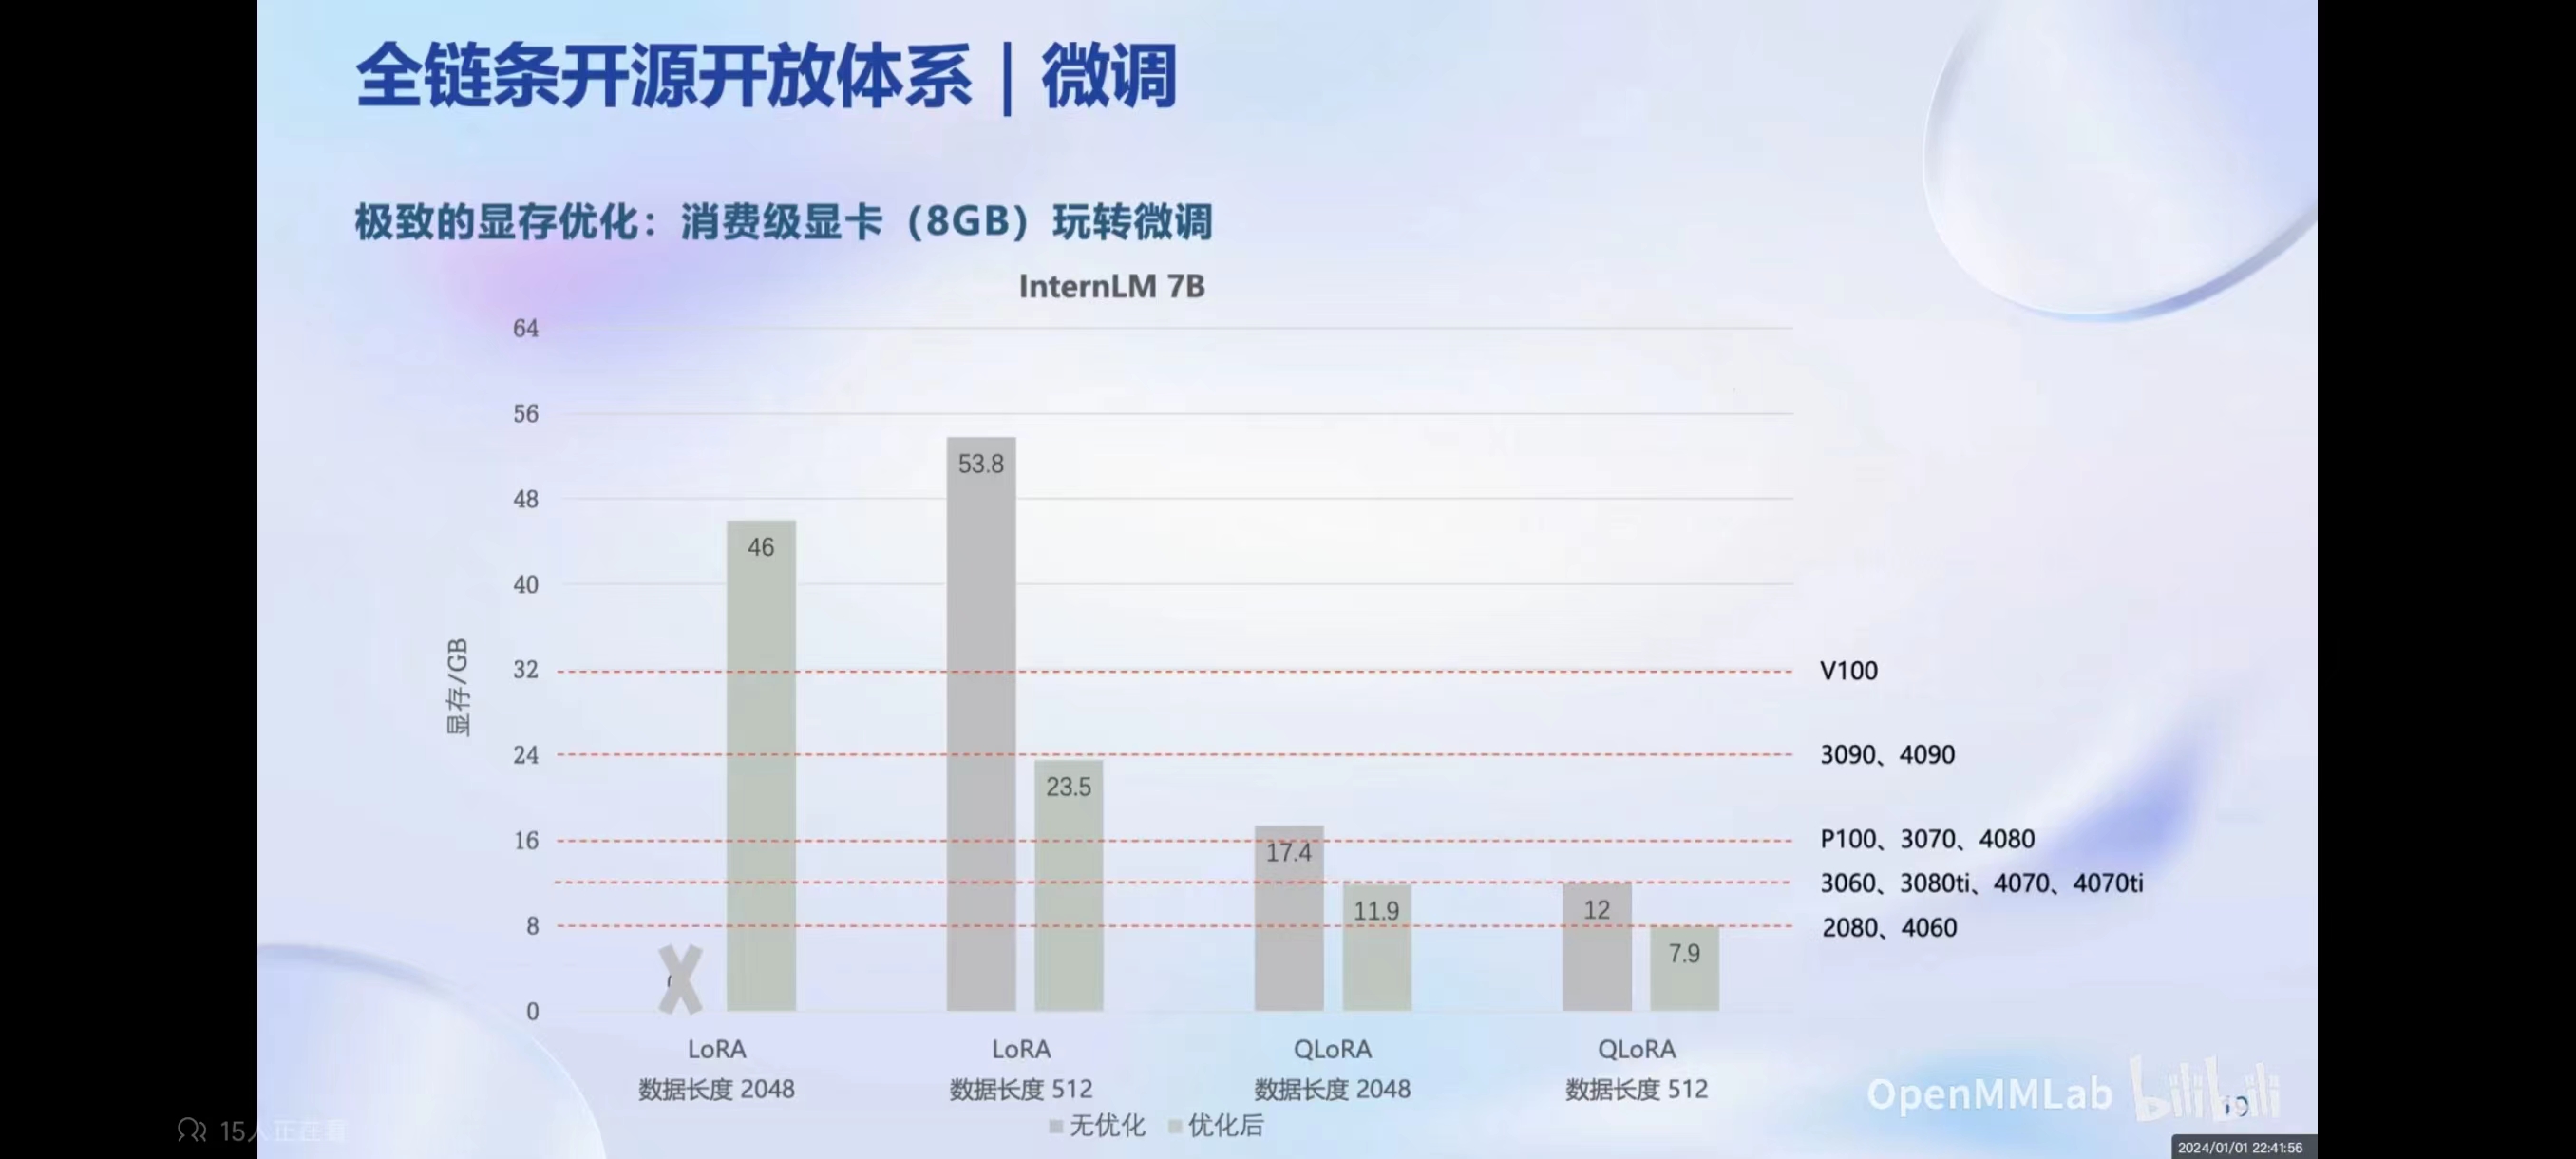 全链条开源开放体系｜微调
极致的显存优化：消费级显卡（8GB）玩转微调
InternLM 7B
64
56
48
40
32
24
16
8
0
显存/GB
46
53.8
23.5
17.4
11.9
12
7.9
V100
3090、4090
P100、3070、4080
3060、3080ti、4070、4070ti
2080、4060
LoRA
数据长度 2048
LoRA
数据长度 512
QLoRA
数据长度 2048
QLoRA
数据长度 512
无优化 优化后
OpenMMLab bilibili
15人正在看
2024/01/01 22:41:56